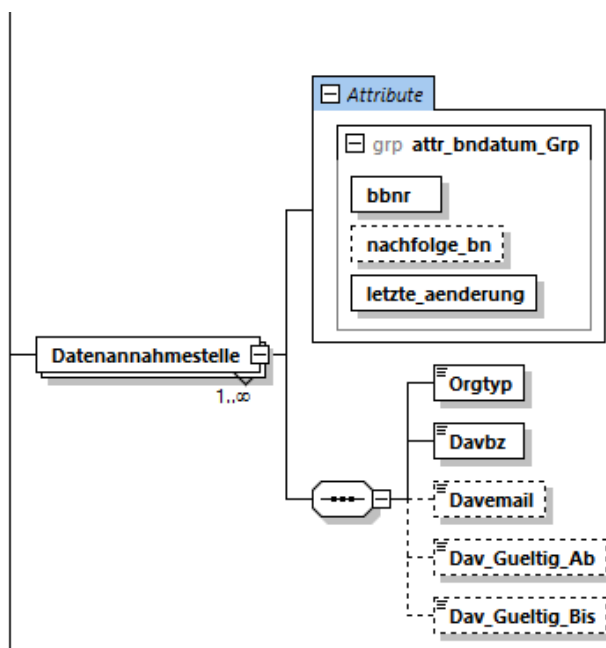 Attribute
grp attr_bndatum_Grp
bbnr
nachfolge_bn
letzte_aenderung
Datenannahmestelle
1..∞
Orgtyp
Davbz
Davemail
Dav_Gueltig_Ab
Dav_Gueltig_Bis